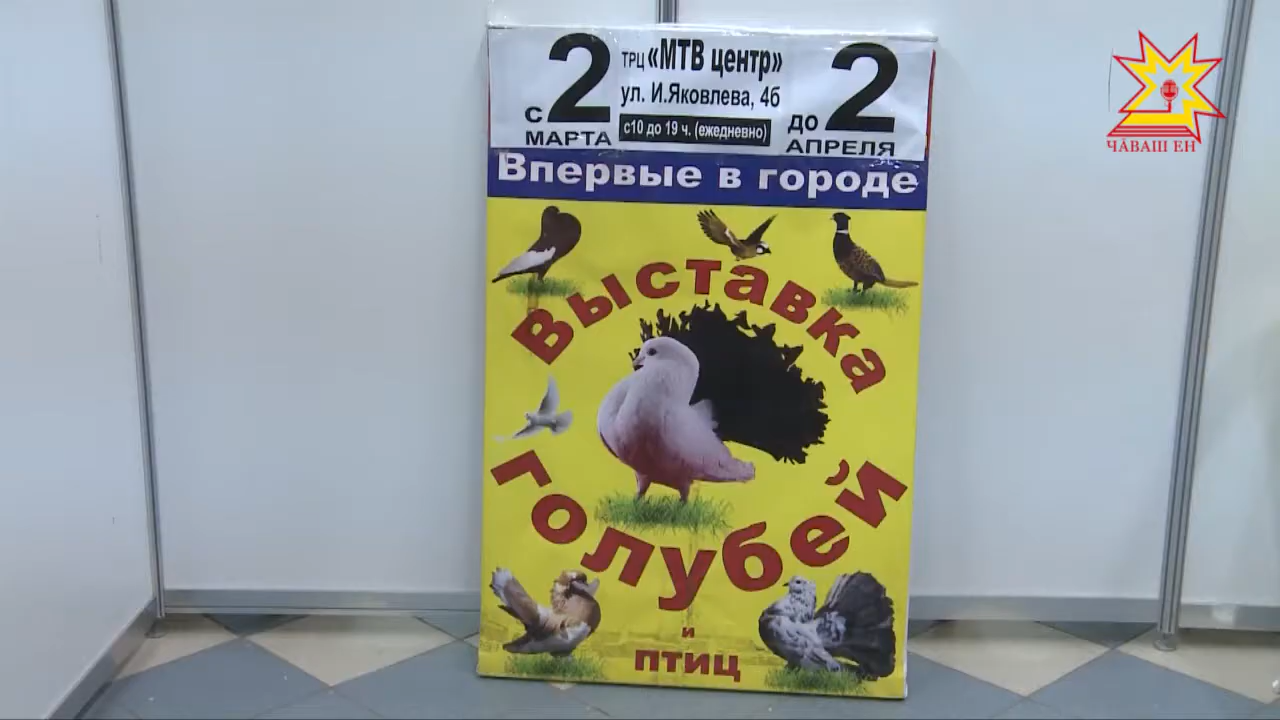 с 2 МАРТА
ТРЦ «МТВ центр»
ул. И.Яковлева, 4б
с10 до 19 ч. (ежедневно)
до 2 АПРЕЛЯ
Впервые в городе
Выставка
голубей
и
птиц
ЧӐВАШ ЕН